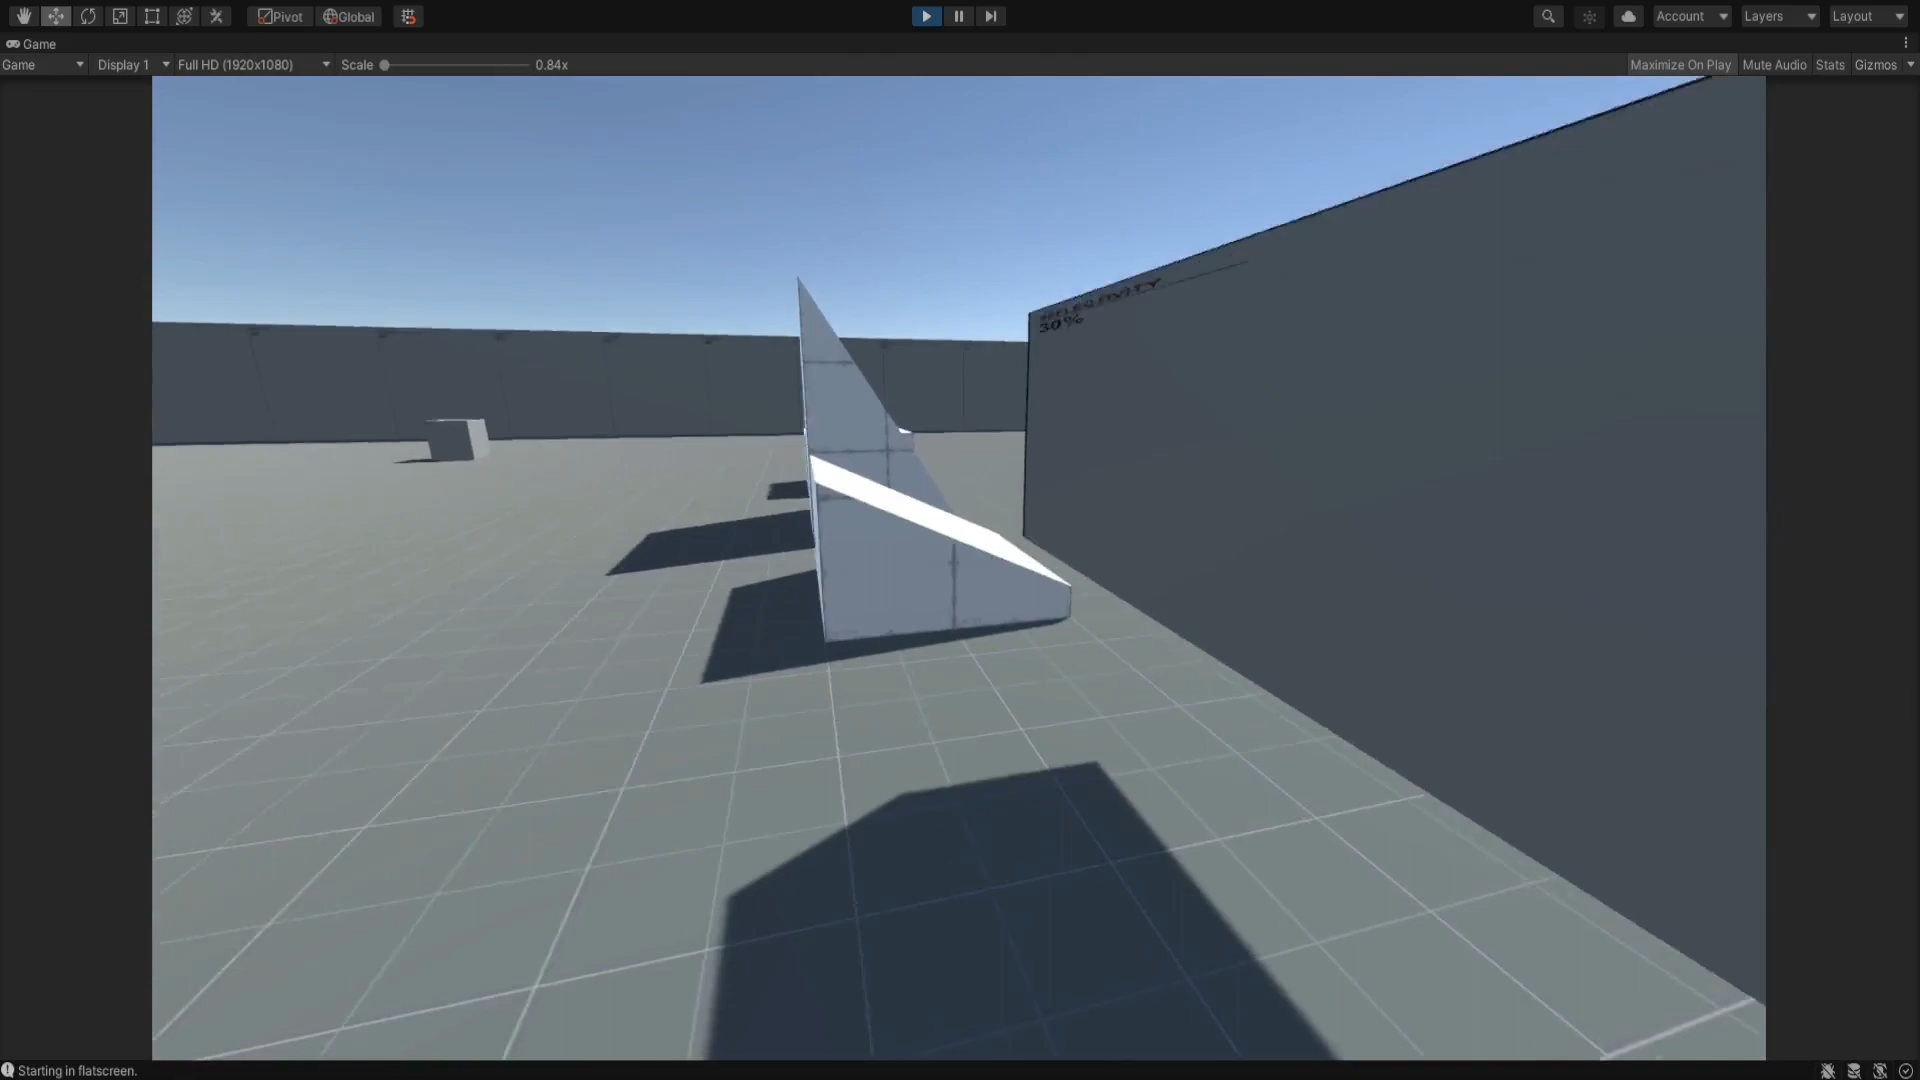 Pivot Global Account Layers Layout
Game
Game Display 1 Full HD (1920x1080) Scale 0.84x Maximize On Play Mute Audio Stats Gizmos
30%
Starting in flatscreen.